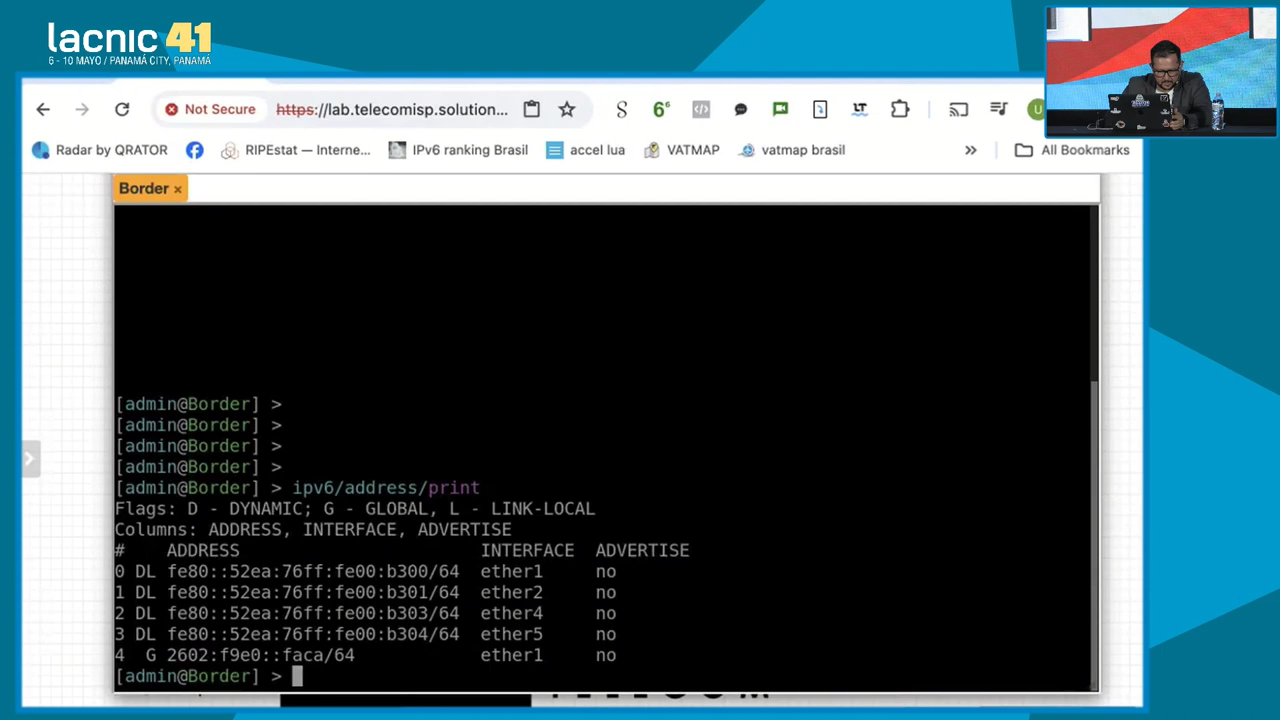 lacnic 41
6 - 10 MAYO / PANAMÁ CITY, PANAMÁ
Not Secure https://lab.telecomisp.solution...
Radar by QRATOR RIPEstat — Interne... IPv6 ranking Brasil accel lua VATMAP vatmap brasil » All Bookmarks
Border ×
[admin@Border] >
[admin@Border] >
[admin@Border] >
[admin@Border] >
[admin@Border] > ipv6/address/print
Flags: D - DYNAMIC; G - GLOBAL, L - LINK-LOCAL
Columns: ADDRESS, INTERFACE, ADVERTISE
# ADDRESS INTERFACE ADVERTISE
0 DL fe80::52ea:76ff:fe00:b300/64 ether1 no
1 DL fe80::52ea:76ff:fe00:b301/64 ether2 no
2 DL fe80::52ea:76ff:fe00:b303/64 ether4 no
3 DL fe80::52ea:76ff:fe00:b304/64 ether5 no
4 G 2602:f9e0::faca/64 ether1 no
[admin@Border] >